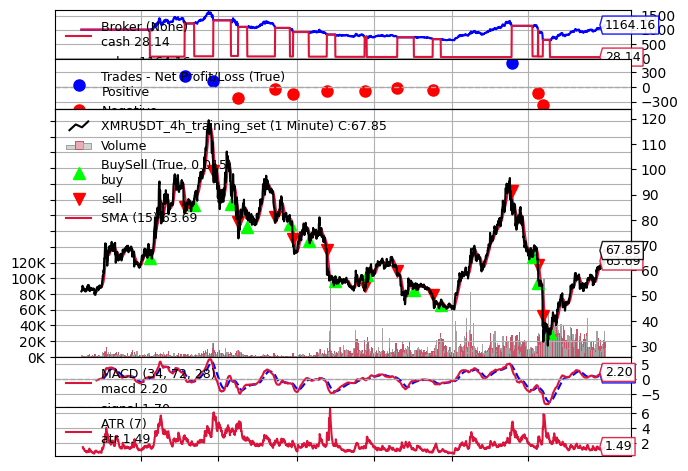 Broker (None)
cash 28.14
1500
1164.16
1000
500
28.14
0
Trades - Net Profit/Loss (True)
Positive
300
0
−300
XMRUSDT_4h_training_set (1 Minute) C:67.85
Volume
BuySell (True, 0.015)
buy
sell
SMA (15) 63.69
120
110
100
90
80
70
67.85
63.69
60
50
40
30
120K
100K
80K
60K
40K
20K
0K
MACD (34, 72, 28)
macd 2.20
5
2.20
0
−5
ATR (7)
atr 1.49
6
4
2
1.49